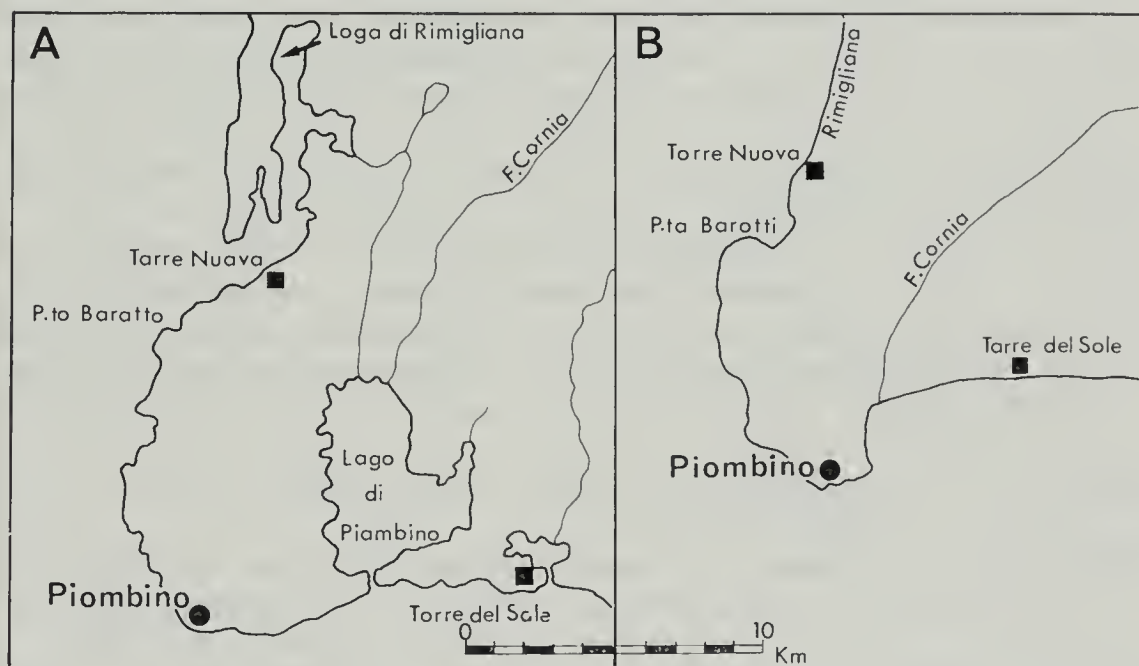 A
Loga di Rimigliana
F. Cornia
Tarre Nuava
P.to Baratto
Lago
di
Piambino
Piombino
Torre del Sale
0
10
Km
B
Rimigliana
Torre Nuova
P.ta Barotti
F. Cornia
Tarre del Sole
Piombino